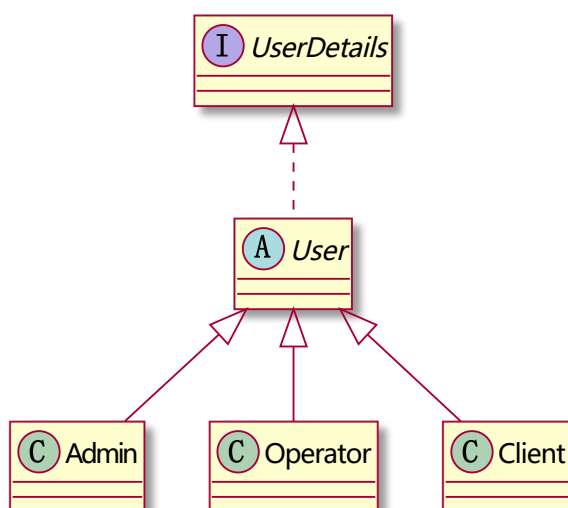 I UserDetails
A User
C Admin
C Operator
C Client